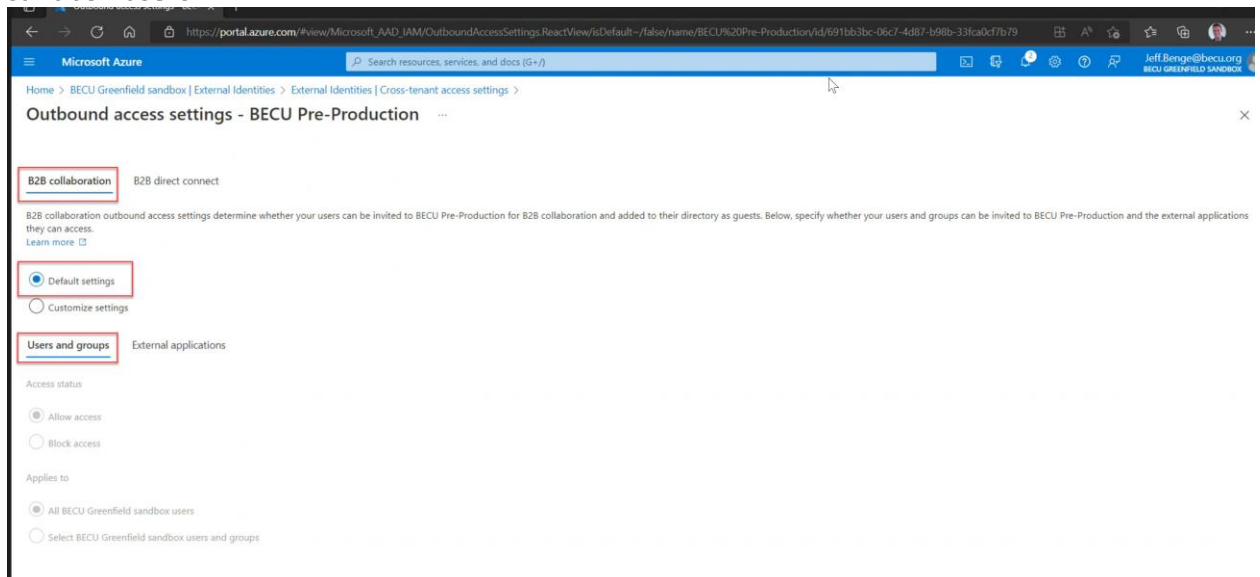 https://portal.azure.com/#view/Microsoft_AAD_IAM/OutboundAccessSettings.ReactView/isDefault~/false/name/BECU%20Pre-Production/id/691bb3bc-06c7-4d87-b98b-33fca0cf7b79
Microsoft Azure
Search resources, services, and docs (G+/)
2
Jeff.Benge@becu.org
BECU GREENFIELD SANDBOX
Home > BECU Greenfield sandbox | External Identities > External Identities | Cross-tenant access settings >
Outbound access settings - BECU Pre-Production ...
B2B collaboration B2B direct connect
B2B collaboration outbound access settings determine whether your users can be invited to BECU Pre-Production for B2B collaboration and added to their directory as guests. Below, specify whether your users and groups can be invited to BECU Pre-Production and the external applications
they can access.
Learn more
Default settings
Customize settings
Users and groups External applications
Access status
Allow access
Block access
Applies to
All BECU Greenfield sandbox users
Select BECU Greenfield sandbox users and groups